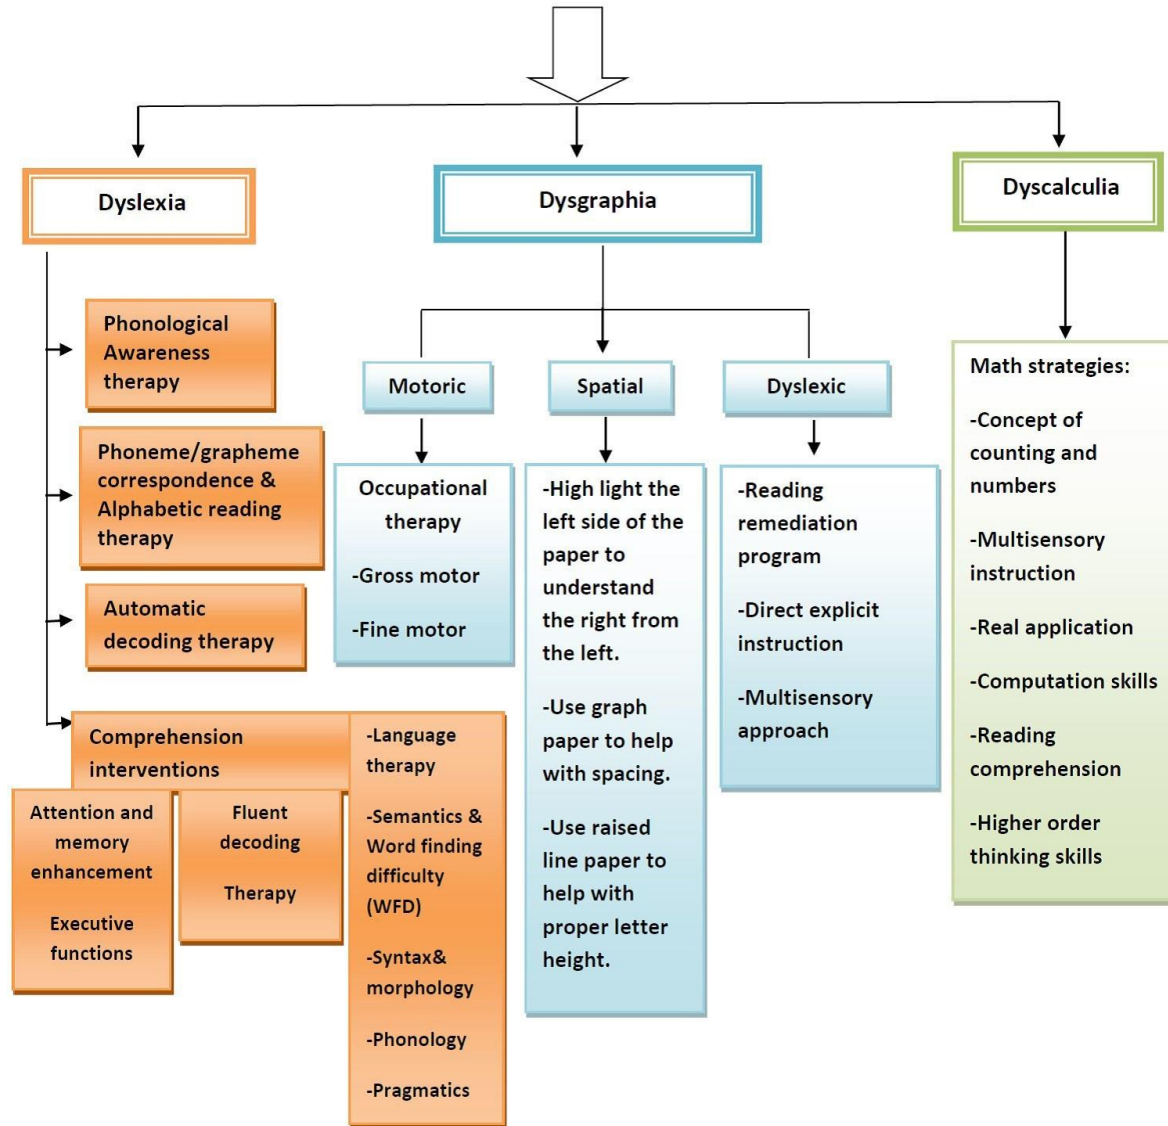 Dyslexia
Dysgraphia
Dyscalculia
Phonological
Awareness
therapy
Phoneme/grapheme
correspondence &
Alphabetic reading
therapy
Automatic
decoding therapy
Comprehension
interventions
Attention and
memory
enhancement
Executive
functions
Fluent
decoding
Therapy
-Language
therapy
-Semantics &
Word finding
difficulty
(WFD)
-Syntax&
morphology
-Phonology
-Pragmatics
Motoric
Occupational
therapy
-Gross motor
-Fine motor
Spatial
-High light the
left side of the
paper to
understand
the right from
the left.
-Use graph
paper to help
with spacing.
-Use raised
line paper to
help with
proper letter
height.
Dyslexic
-Reading
remediation
program
-Direct explicit
instruction
-Multisensory
approach
Math strategies:
-Concept of
counting and
numbers
-Multisensory
instruction
-Real application
-Computation skills
-Reading
comprehension
-Higher order
thinking skills